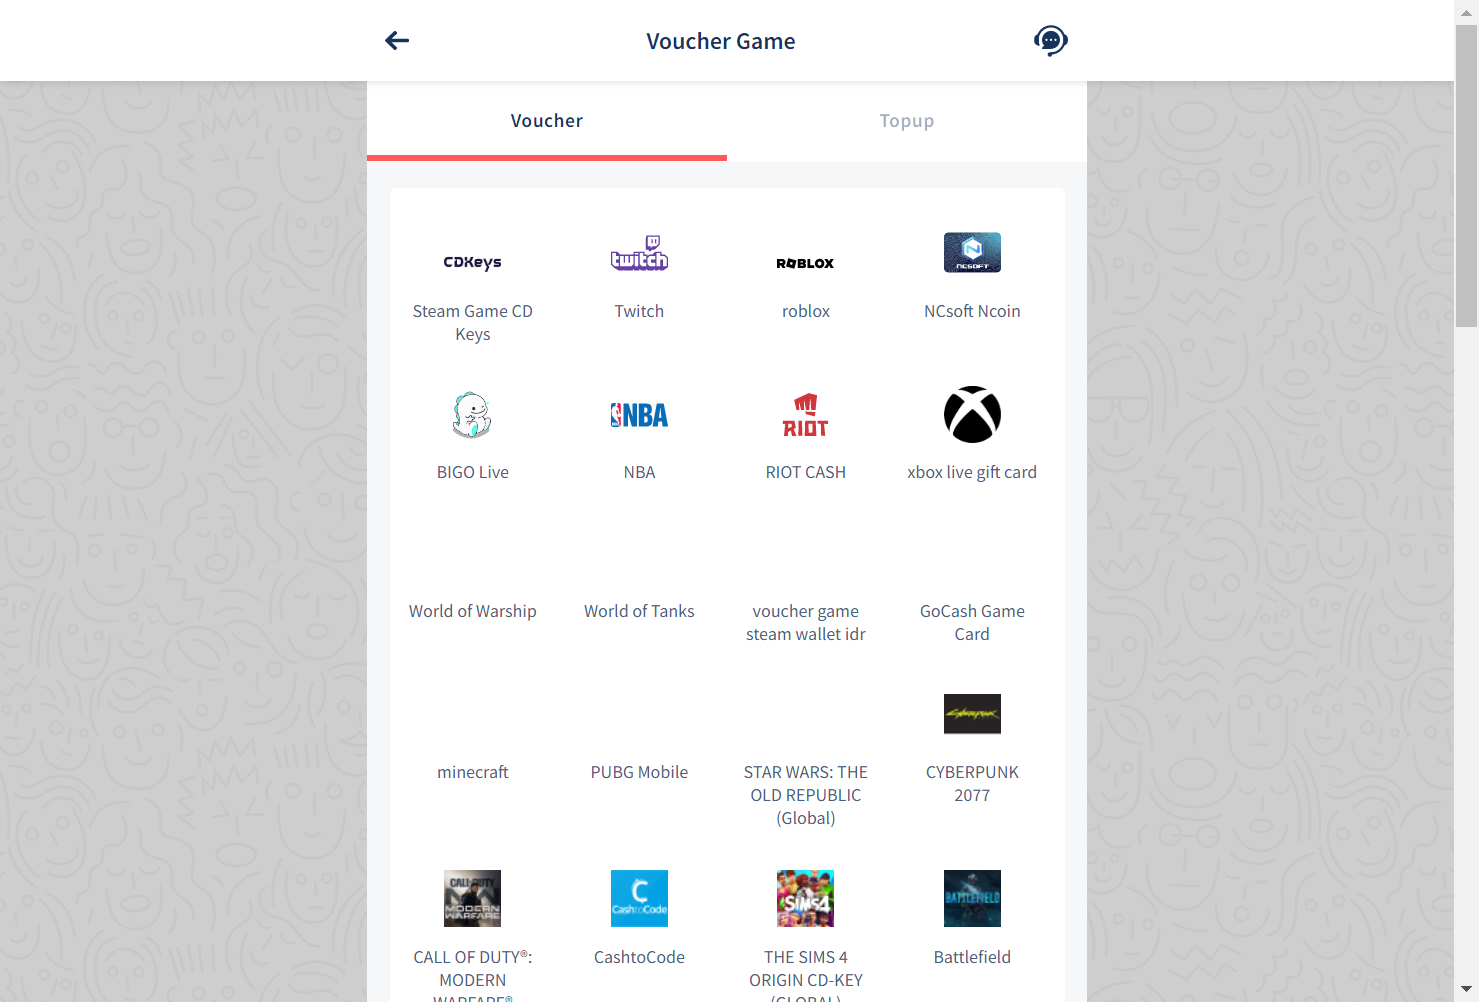 Voucher Game
Voucher
Topup
CDKeys
twitch
ROBLOX
NCSOFT
Steam Game CD
Keys
Twitch
roblox
NCsoft Ncoin
NBA
RIOT
BIGO Live
NBA
RIOT CASH
xbox live gift card
World of Warship
World of Tanks
voucher game
steam wallet idr
GoCash Game
Card
Cyberpunk
minecraft
PUBG Mobile
STAR WARS: THE
OLD REPUBLIC
(Global)
CYBERPUNK
2077
CALL OF DUTY
MODERN
WARFARE
CashtoCode
SIMS4
BATTLEFIELD
CALL OF DUTY®:
MODERN
WARFARE®
CashtoCode
THE SIMS 4
ORIGIN CD-KEY
(GLOBAL)
Battlefield